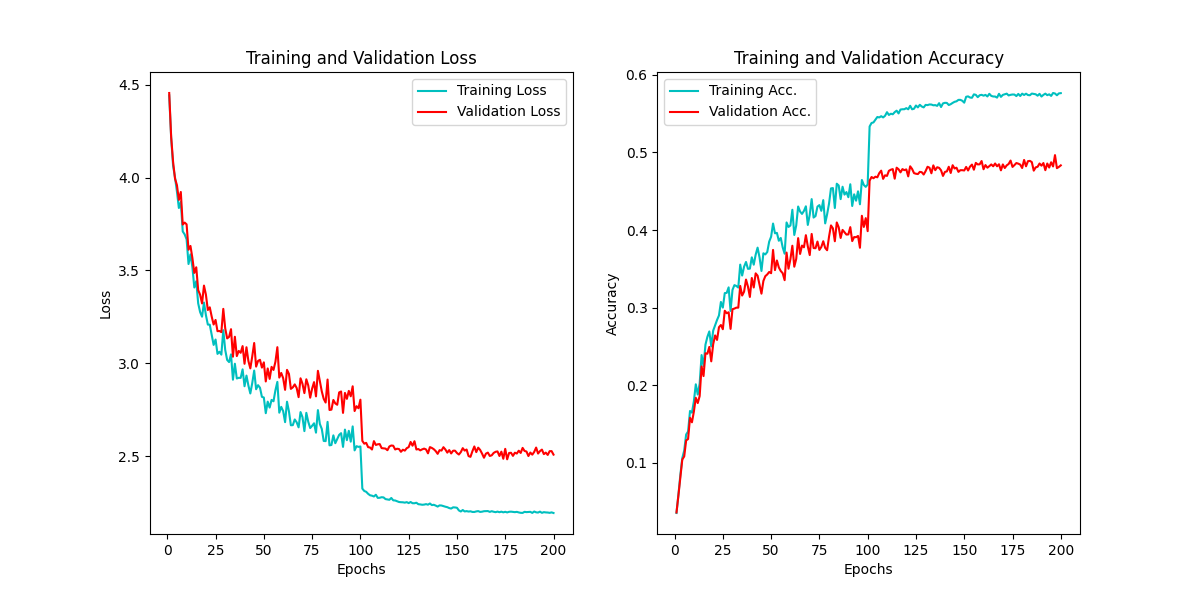 Training and Validation Loss
Training Loss
Validation Loss
4.5
4.0
3.5
3.0
2.5
Loss
0 25 50 75 100 125 150 175 200
Epochs
Training and Validation Accuracy
Training Acc.
Validation Acc.
0.6
0.5
0.4
0.3
0.2
0.1
Accuracy
0 25 50 75 100 125 150 175 200
Epochs